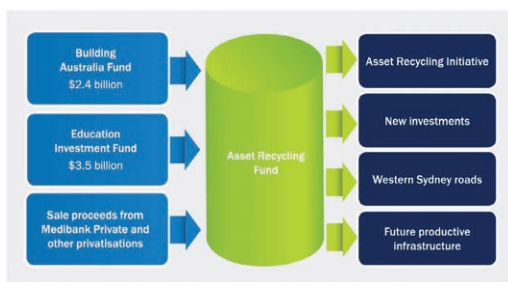 Building
Australia Fund
$2.4 billion
Education
Investment Fund
$3.5 billion
Sale proceeds from
Medibank Private and
other privatisations
Asset Recycling
Fund
Asset Recycling Initiative
New investments
Western Sydney roads
Future productive
infrastructure